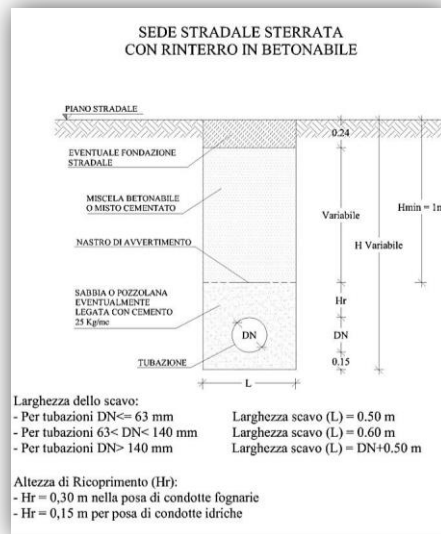 SEDE STRADALE STERRATA
CON RINTERRO IN BETONABILE
PIANO STRADALE
0.24
EVENTUALE FONDAZIONE
STRADALE
MISCELA BETONABILE
O MISTO CEMENTATO
Variabile
Hmin = 1m
H Variabile
NASTRO DI AVVERTIMENTO
SABBIA O POZZOLANA
EVENTUALMENTE
LEGATA CON CEMENTO
25 Kg/mc
Hr
DN
DN
TUBAZIONE
0.15
L
Larghezza dello scavo:
- Per tubazioni DN<= 63 mm Larghezza scavo (L) = 0.50 m
- Per tubazioni 63< DN< 140 mm Larghezza scavo (L) = 0.60 m
- Per tubazioni DN> 140 mm Larghezza scavo (L) = DN+0.50 m
Altezza di Ricoprimento (Hr):
- Hr = 0,30 m nella posa di condotte fognarie
- Hr = 0,15 m per posa di condotte idriche